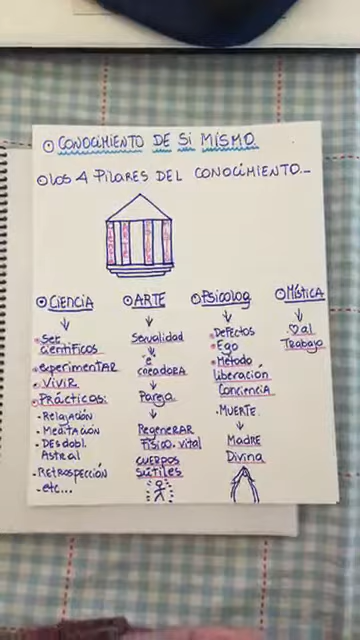 CONOCIMIENTO DE SÍ MISMO
LOS 4 PILARES DEL CONOCIMIENTO...
CIENCIA
SER
CIENTÍFICOS
EXPERIMENTAR
VIVIR
PRÁCTICAS:
- RELAJACIÓN
- MEDITACIÓN
- DESDOBL.
ASTRAL
- RETROSPECCIÓN
- etc...
ARTE
Sexualidad
e
CREADORA
Pareja
REGENERAR
FÍSICO. VITAL
CUERPOS
SÚTILES
PSICOLOG
DEFECTOS
EGO
MÉTODO
LIBERACIÓN
CONCIENCIA
. MUERTE.
MADRE
Divina
MÍSTICA
♡ al
TRABAJO